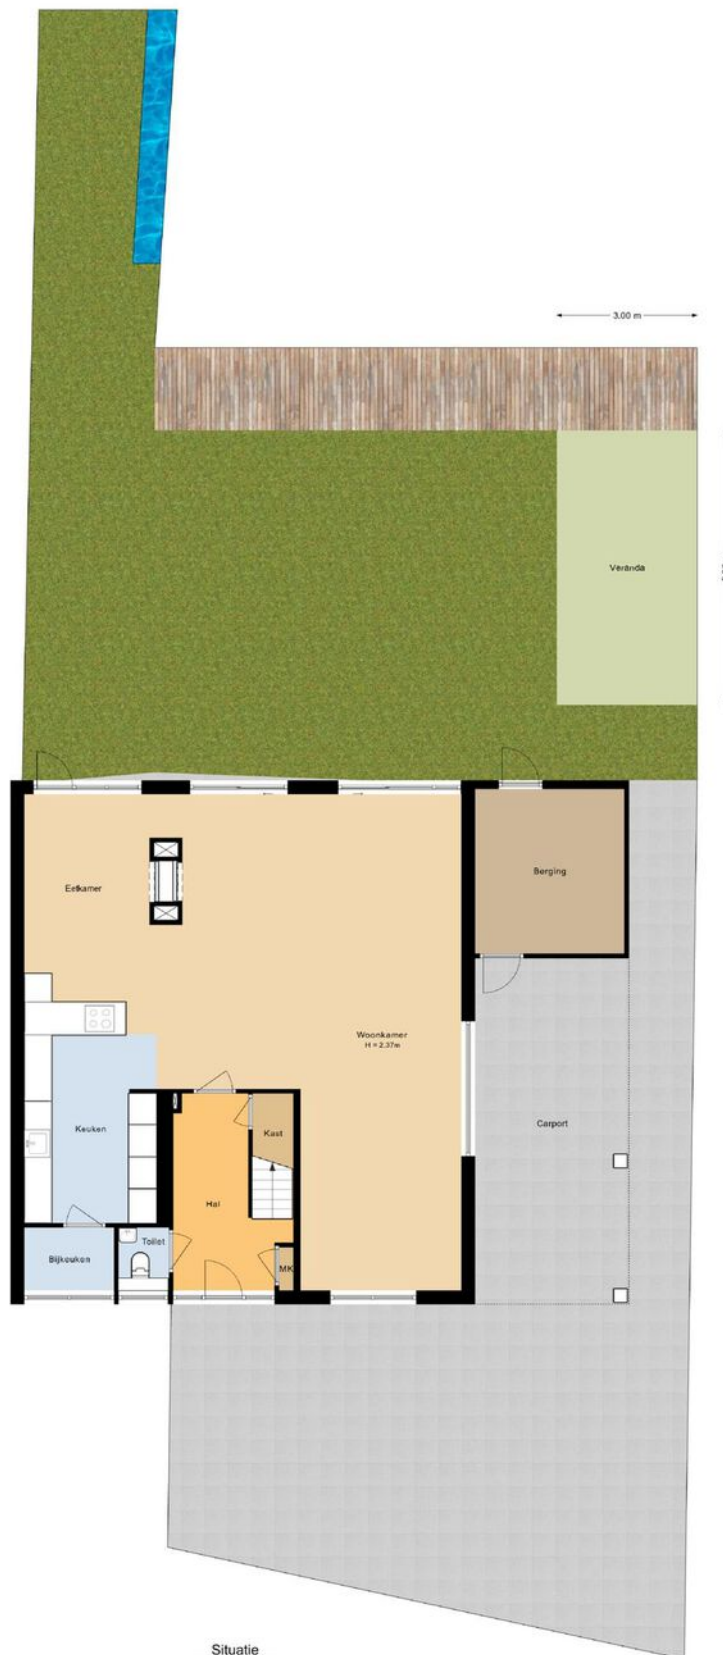 3.00 m
Veranda
Berging
Eetkamer
Woonkamer
H = 2.37m
Carport
Keuken
Kast
Hal
Toilet
Bijkeuken
MK
Situatie